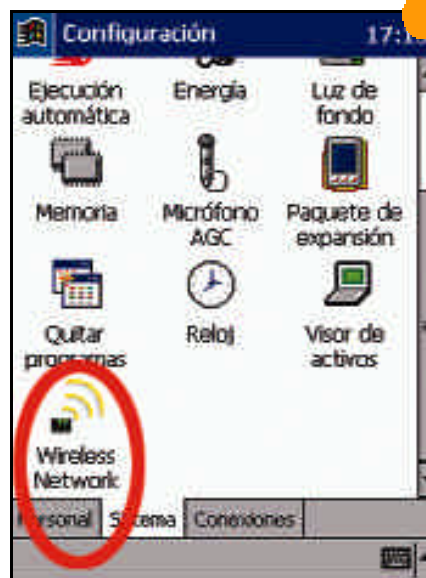 Configuración
Ejecución
automática
Energía
Luz de
fondo
Memoria
Micrófono
AGC
Paquete de
expansión
Quitar
programas
Reloj
Visor de
activos
Wireless
Network
Personal Sistema Conexiones